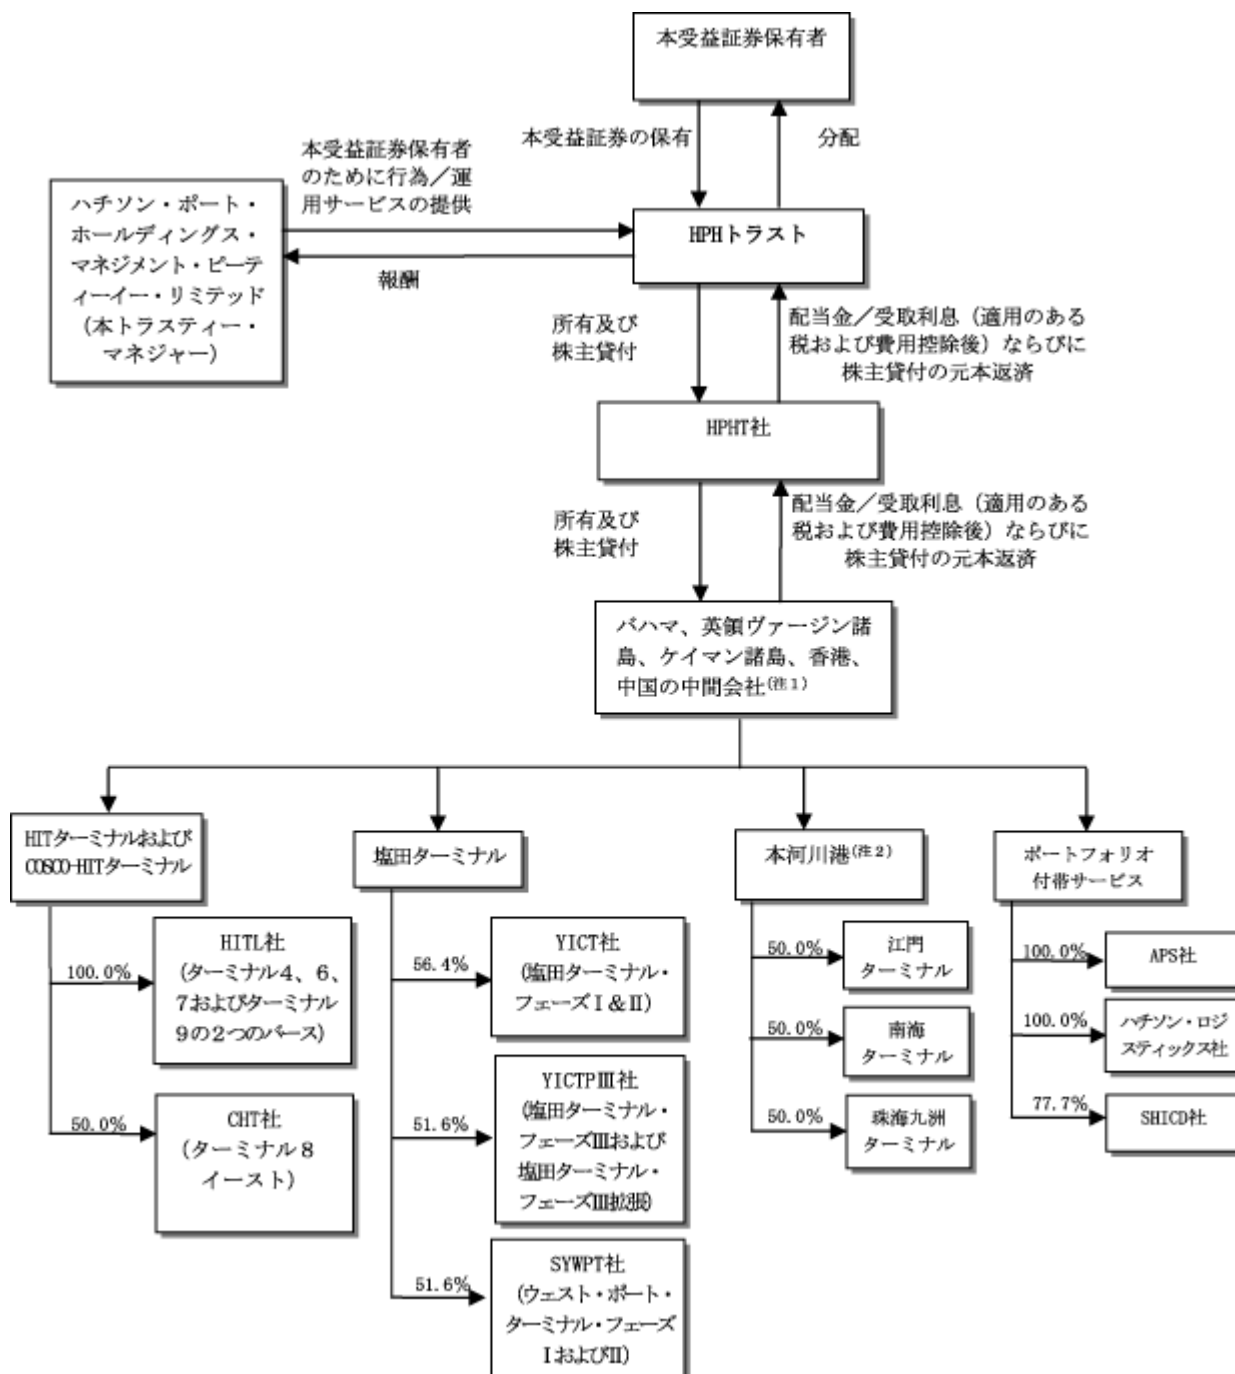 本受益証券保有者
本受益証券の保有
分配
本受益証券保有者
のために行為／運
用サービスの提供
ハチソン・ポート・
ホールディングス・
マネジメント・ピーテ
ィーイー・リミテッド
（本トラスティー・
マネジャー）
HPHトラスト
報酬
所有及び
株主貸付
配当金／受取利息（適用のある
税および費用控除後）ならびに
株主貸付の元本返済
HPHT社
所有及び
株主貸付
配当金／受取利息（適用のある
税および費用控除後）ならびに
株主貸付の元本返済
バハマ、英領ヴァージン諸
島、ケイマン諸島、香港、
中国の中間会社(注１)
HITターミナルおよび
COSCO-HITターミナル
100.0%
HITL社
（ターミナル４、６、
７およびターミナル
９の２つのバース）
50.0%
CHT社
（ターミナル８
イースト）
塩田ターミナル
56.4%
YICT社
（塩田ターミナル・
フェーズⅠ＆Ⅱ）
51.6%
YICTPⅢ社
（塩田ターミナル・
フェーズⅢおよび
塩田ターミナル・
フェーズⅢ拡張）
51.6%
SYWPT社
（ウェスト・ポート・
ターミナル・フェーズ
ⅠおよびⅡ）
本河川港(注２)
50.0%
江門
ターミナル
50.0%
南海
ターミナル
50.0%
珠海九洲
ターミナル
ポートフォリオ
付帯サービス
100.0%
APS社
100.0%
ハチソン・ロジ
スティックス社
77.7%
SHICD社